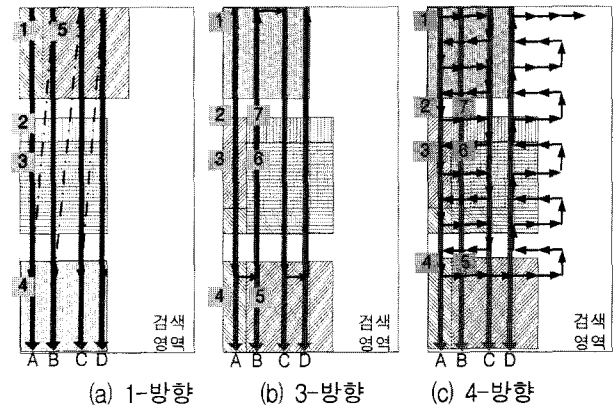 1 5 1 1
2 2 7 2 7
3 3 6 3 6
4 4 5 4 5
검색 검색 검색
영역 영역 영역
A B C D A B C D A B C D
(a) 1-방향 (b) 3-방향 (c) 4-방향